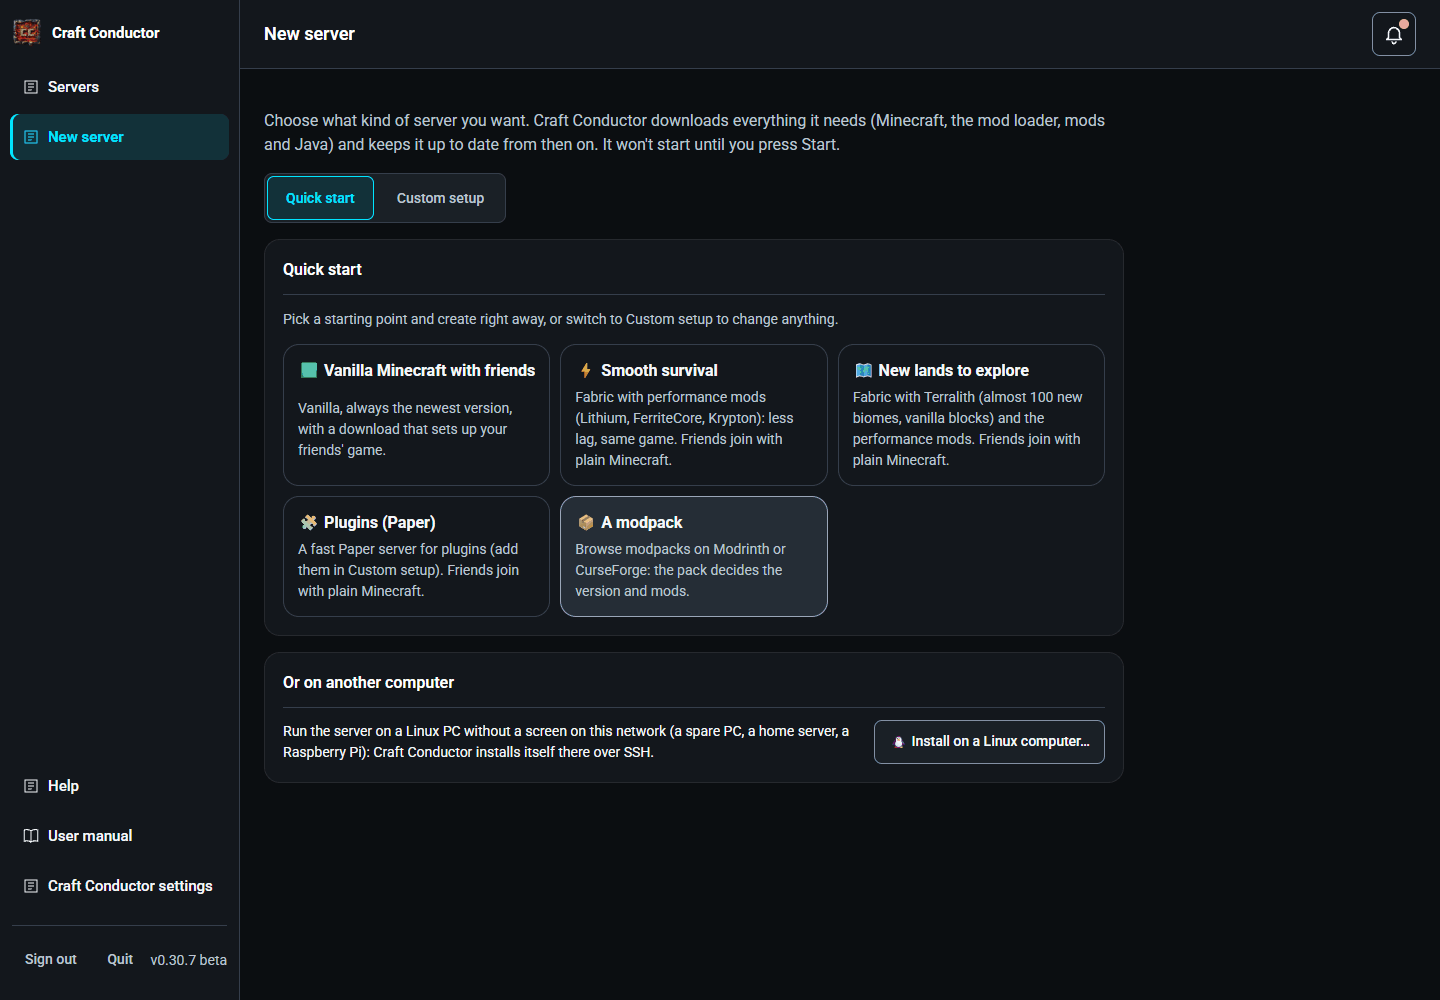 Craft Conductor
New server
Servers
New server
Choose what kind of server you want. Craft Conductor downloads everything it needs (Minecraft, the mod loader, mods
and Java) and keeps it up to date from then on. It won't start until you press Start.
Quick start
Custom setup
Quick start
Pick a starting point and create right away, or switch to Custom setup to change anything.
Vanilla Minecraft with friends
Vanilla, always the newest version,
with a download that sets up your
friends' game.
Smooth survival
Fabric with performance mods
(Lithium, FerriteCore, Krypton): less
lag, same game. Friends join with
plain Minecraft.
New lands to explore
Fabric with Terralith (almost 100 new
biomes, vanilla blocks) and the
performance mods. Friends join with
plain Minecraft.
Plugins (Paper)
A fast Paper server for plugins (add
them in Custom setup). Friends join
with plain Minecraft.
A modpack
Browse modpacks on Modrinth or
CurseForge: the pack decides the
version and mods.
Or on another computer
Run the server on a Linux PC without a screen on this network (a spare PC, a home server, a
Raspberry Pi): Craft Conductor installs itself there over SSH.
Install on a Linux computer...
Help
User manual
Craft Conductor settings
Sign out
Quit
v0.30.7 beta